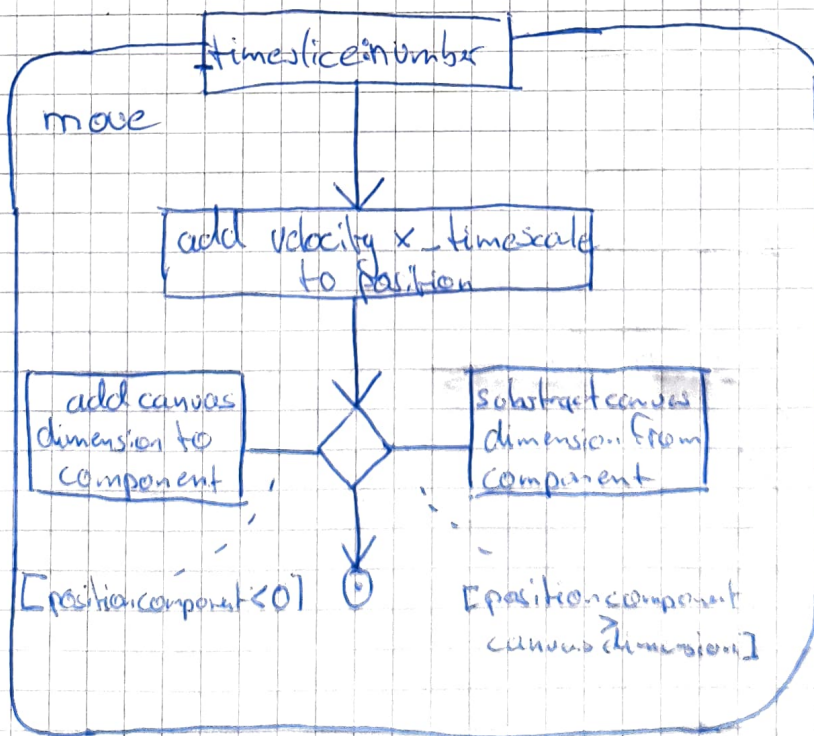 timeslice:number
move
add velocity x timescale
to position
add canvas
dimension to
component
substract canvas
dimension from
component
[position component < 0]
[position component
>
canvas dimension]